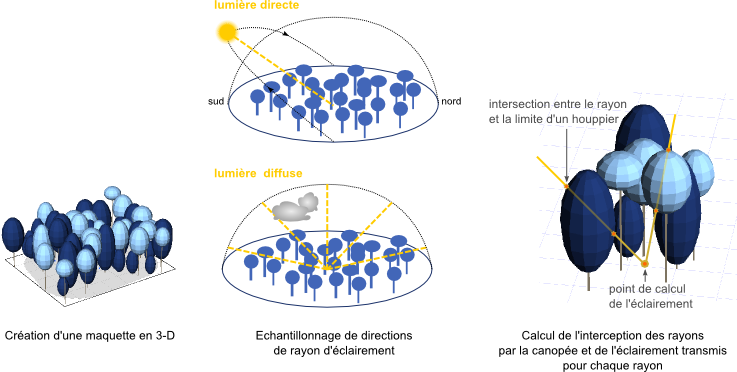 lumière directe
sud
nord
lumière diffuse
intersection entre le rayon
et la limite d'un houppier
point de calcul
de l'éclairement
Création d'une maquette en 3-D
Echantillonnage de directions
de rayon d'éclairement
Calcul de l'interception des rayons
par la canopée et de l'éclairement transmis
pour chaque rayon